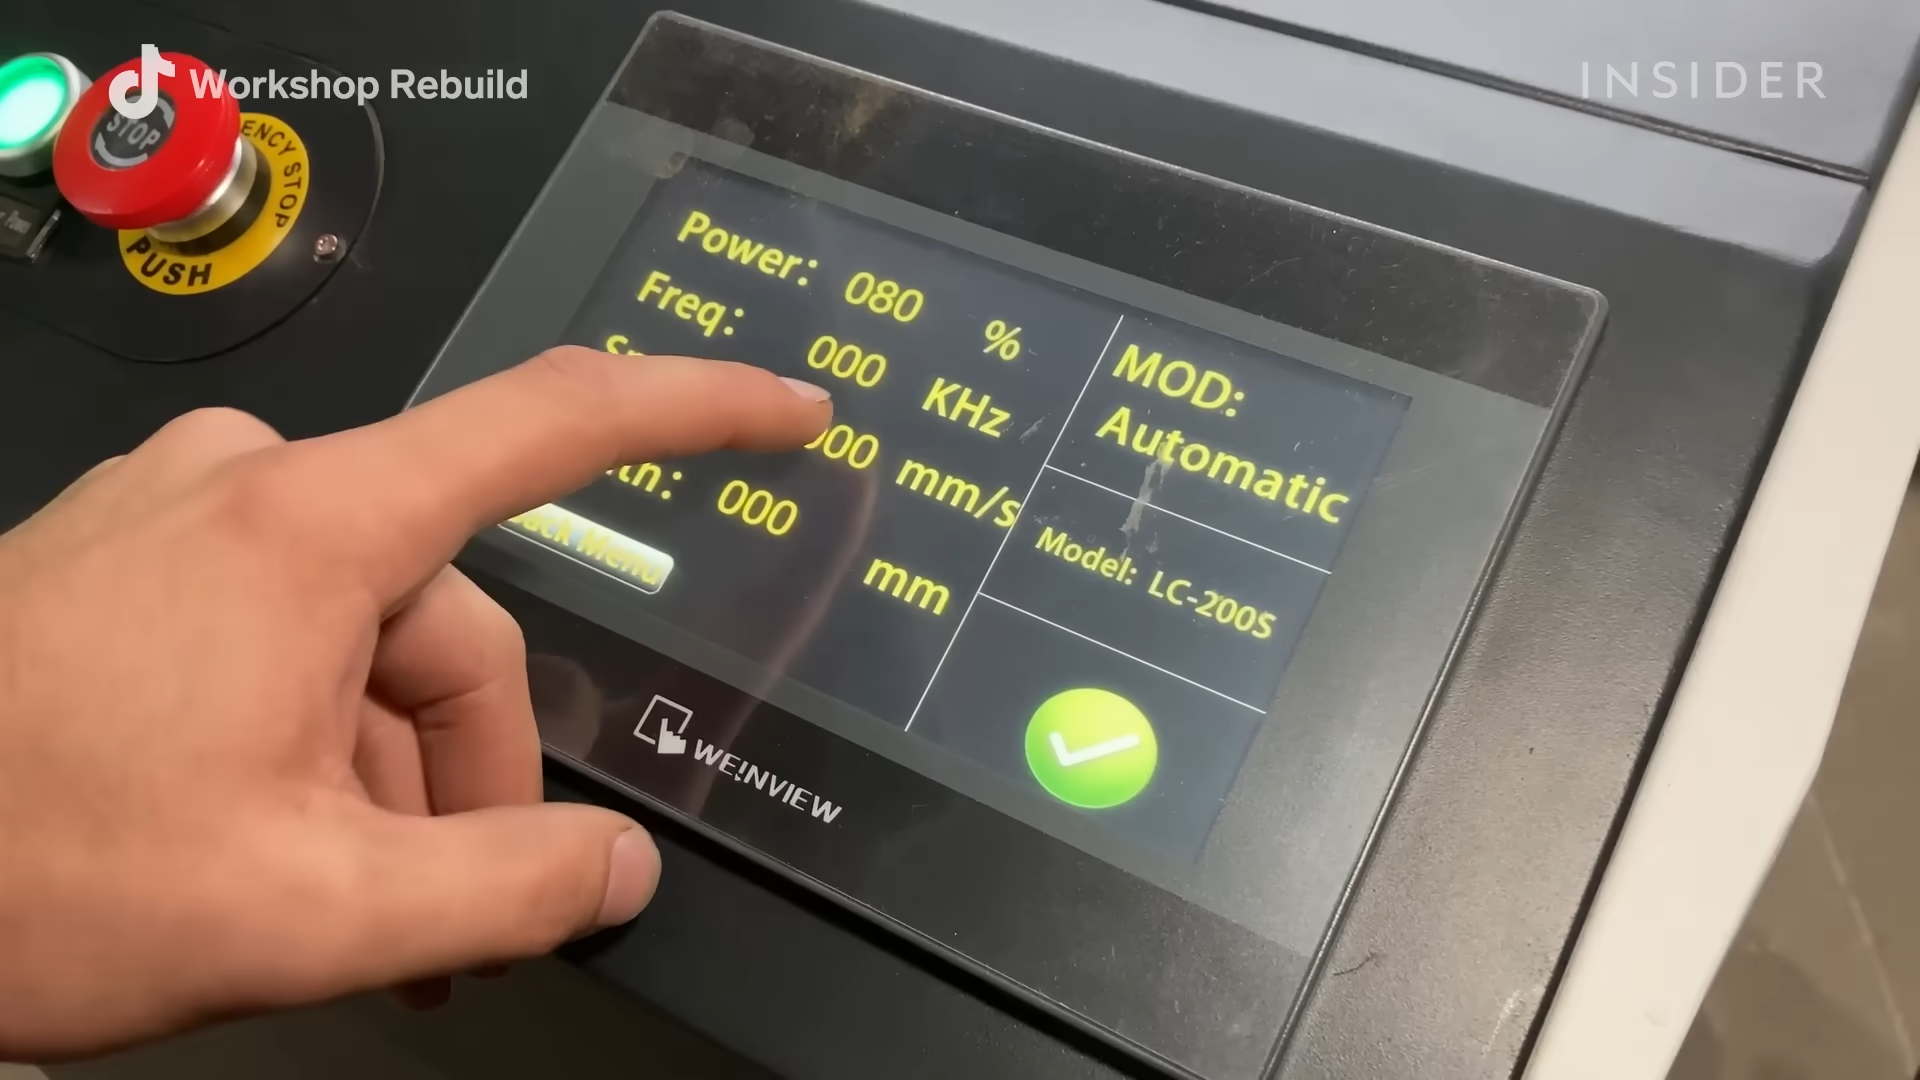 Workshop Rebuild
INSIDER
STOP
ENCY STOP
PUSH
Power: 080 %
Freq: 000 KHz
000 mm/s
000 mm
Back Menu
MOD:
Automatic
Model: LC-200S
WEINVIEW